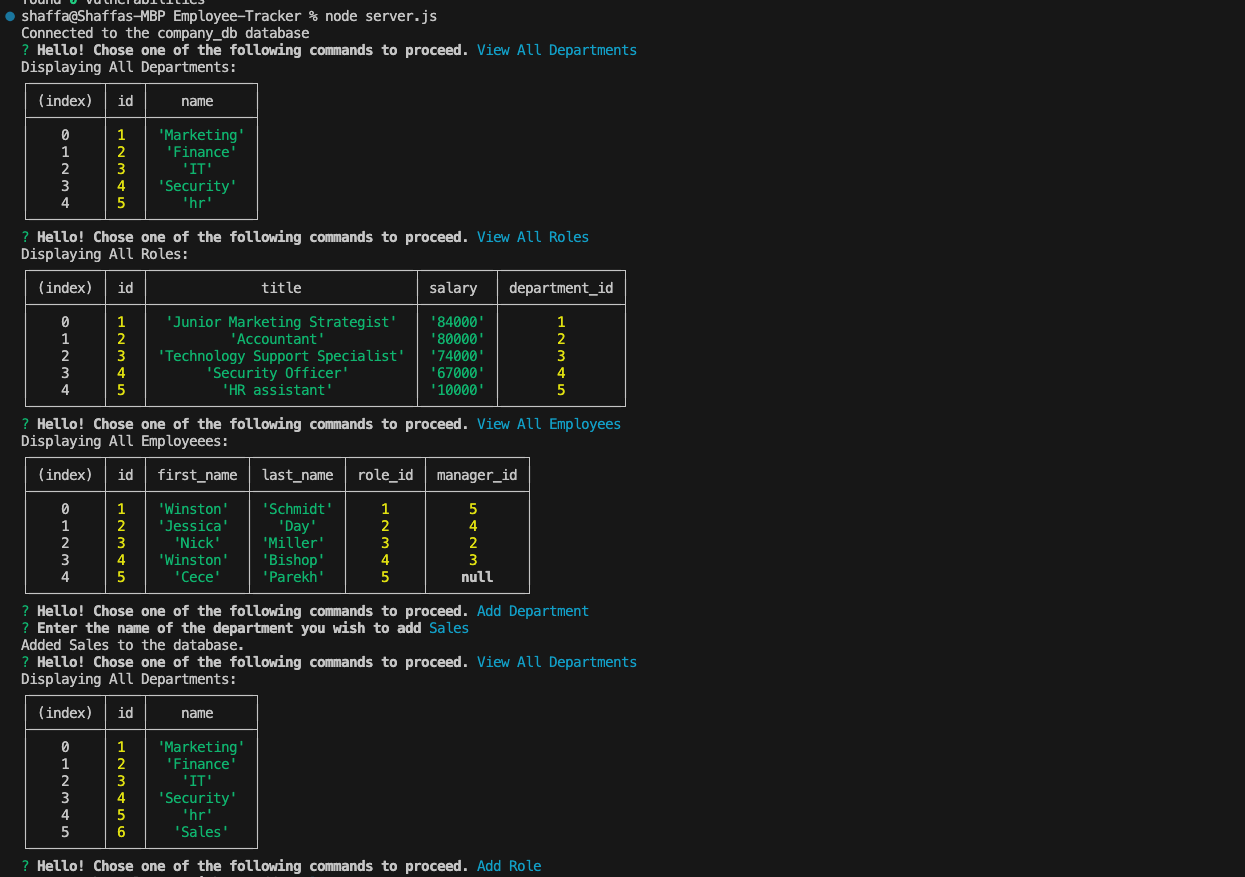 found 0 vulnerabilities
shaffa@Shaffas-MBP Employee-Tracker % node server.js
Connected to the company_db database
? Hello! Chose one of the following commands to proceed. View All Departments
Displaying All Departments:
(index) id name
0 1 'Marketing'
1 2 'Finance'
2 3 'IT'
3 4 'Security'
4 5 'hr'
? Hello! Chose one of the following commands to proceed. View All Roles
Displaying All Roles:
(index) id title salary department_id
0 1 'Junior Marketing Strategist' '84000' 1
1 2 'Accountant' '80000' 2
2 3 'Technology Support Specialist' '74000' 3
3 4 'Security Officer' '67000' 4
4 5 'HR assistant' '10000' 5
? Hello! Chose one of the following commands to proceed. View All Employees
Displaying All Employeees:
(index) id first_name last_name role_id manager_id
0 1 'Winston' 'Schmidt' 1 5
1 2 'Jessica' 'Day' 2 4
2 3 'Nick' 'Miller' 3 2
3 4 'Winston' 'Bishop' 4 3
4 5 'Cece' 'Parekh' 5 null
? Hello! Chose one of the following commands to proceed. Add Department
? Enter the name of the department you wish to add Sales
Added Sales to the database.
? Hello! Chose one of the following commands to proceed. View All Departments
Displaying All Departments:
(index) id name
0 1 'Marketing'
1 2 'Finance'
2 3 'IT'
3 4 'Security'
4 5 'hr'
5 6 'Sales'
? Hello! Chose one of the following commands to proceed. Add Role